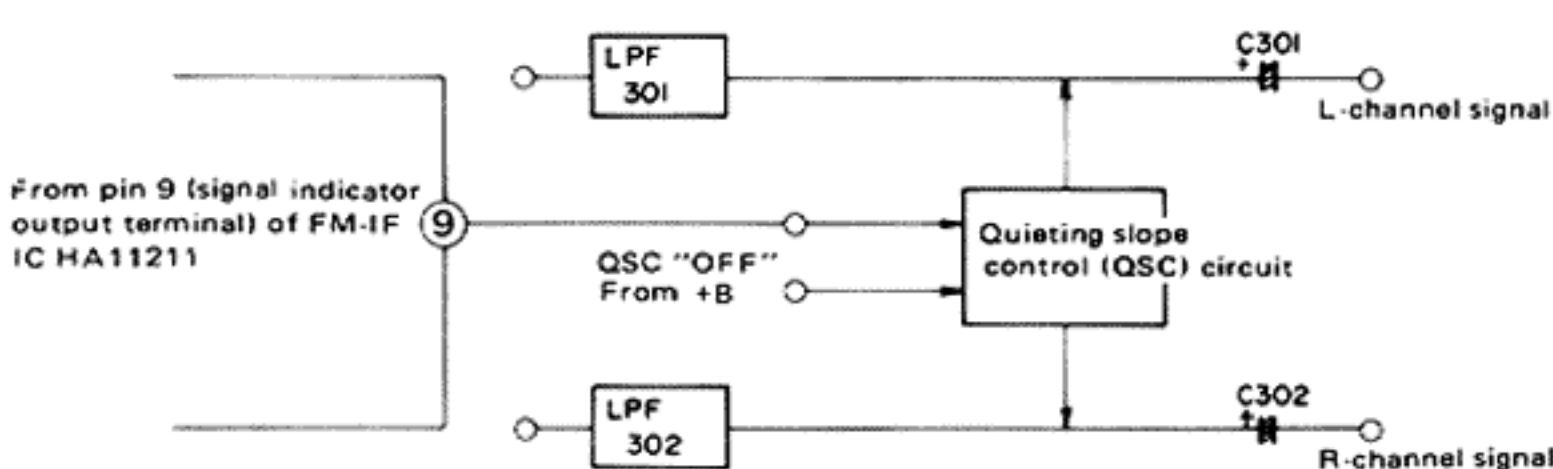 LPF
301
C301
+
L-channel signal
From pin 9 (signal indicator
output terminal) of FM-IF
IC HA11211
9
QSC "OFF"
From +B
Quieting slope
control (QSC) circuit
LPF
302
C302
+
R-channel signal